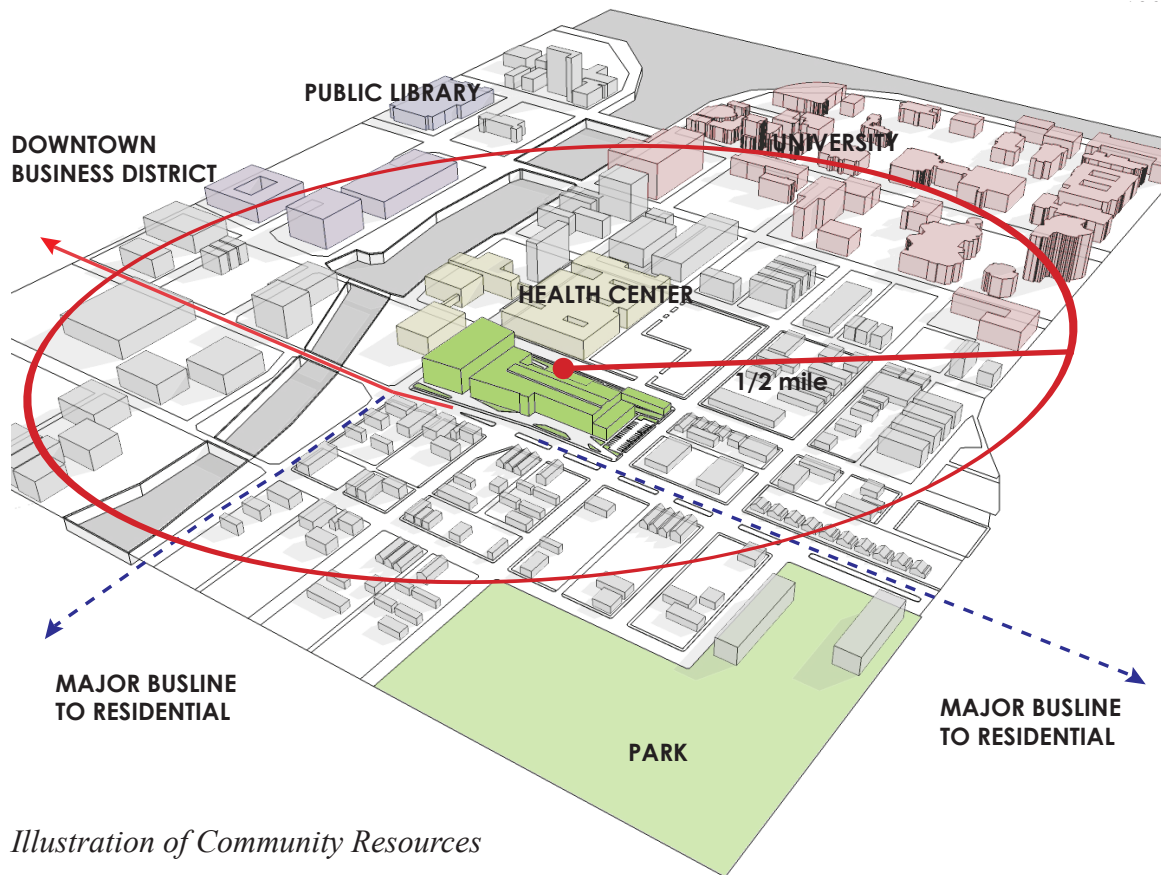 PUBLIC LIBRARY
DOWNTOWN
BUSINESS DISTRICT
UNIVERSITY
HEALTH CENTER
1/2 mile
MAJOR BUSLINE
TO RESIDENTIAL
MAJOR BUSLINE
TO RESIDENTIAL
PARK
Illustration of Community Resources